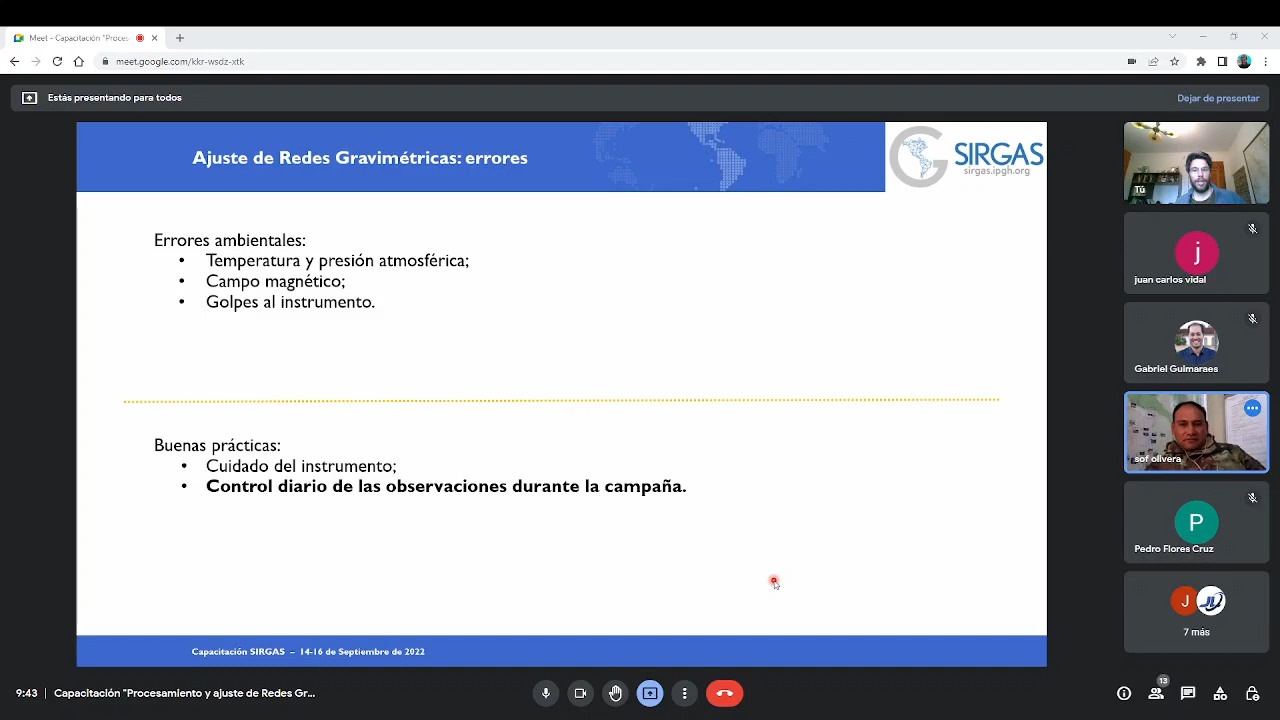 Meet - Capacitación "Proces
meet.google.com/kkr-wsdz-xtk
Estás presentando para todos
Dejar de presentar
Ajuste de Redes Gravimétricas: errores
SIRGAS
sirgas.ipgh.org
Errores ambientales:
• Temperatura y presión atmosférica;
• Campo magnético;
• Golpes al instrumento.
Buenas prácticas:
• Cuidado del instrumento;
• Control diario de las observaciones durante la campaña.
Capacitación SIRGAS – 14-16 de Septiembre de 2022
Tú
j
juan carlos vidal
Gabriel Guimaraes
sof olivera
P
Pedro Flores Cruz
J
7 más
9:43 | Capacitación "Procesamiento y ajuste de Redes Gr...
13